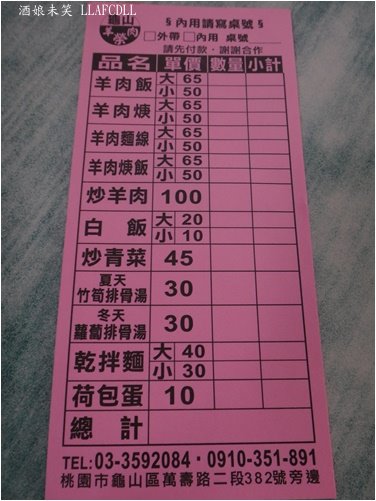 酒娘未笑 LLAFCDLL
龜山
羊肉
榮
§內用請寫桌號§
□外帶□內用 桌號
請先付款，謝謝合作
品名 單價 數量 小計
羊肉飯 大 65
小 50
羊肉焿 大 65
小 50
羊肉麵線 大 65
小 50
羊肉焿飯 大 65
小 50
炒羊肉 100
白飯 大 20
小 10
炒青菜 45
夏天
竹筍排骨湯 30
冬天
蘿蔔排骨湯 30
乾拌麵 大 40
小 30
荷包蛋 10
總計
TEL:03-3592084・0910-351-891
桃園市龜山區萬壽路二段382號旁邊